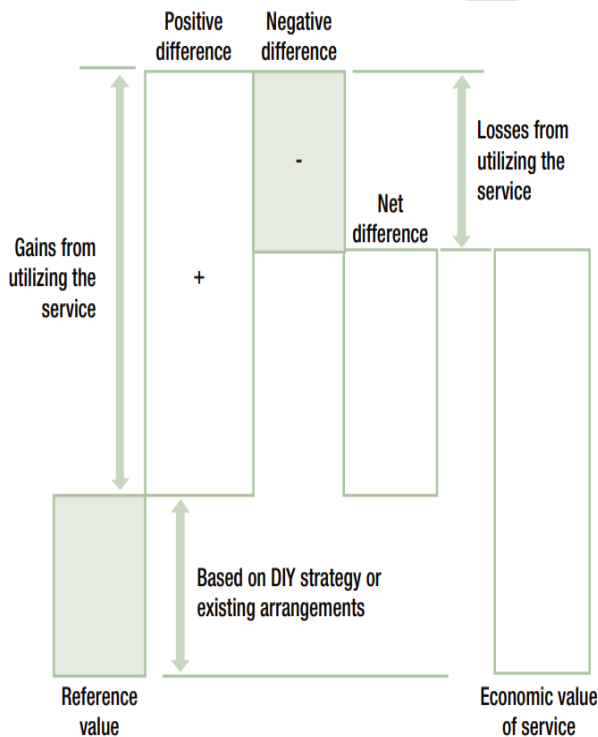 Positive
difference
Negative
difference
Losses from
utilizing the
service
-
Net
difference
Gains from
utilizing the
service
+
Based on DIY strategy or
existing arrangements
Reference
value
Economic value
of service